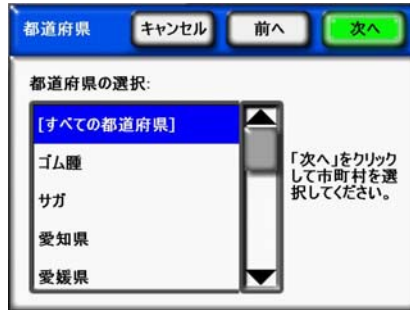 都道府県
キャンセル
前へ
次へ
都道府県の選択:
[すべての都道府県]
ゴム腫
サガ
愛知県
愛媛県
「次へ」をクリック
して市町村を選
択してください。